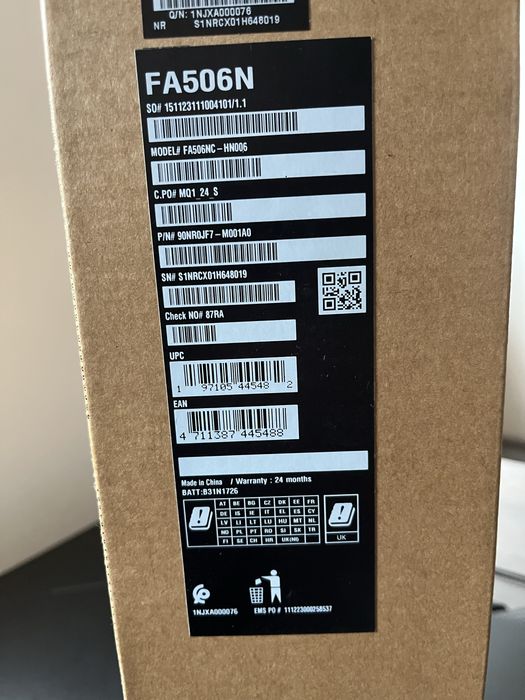 Q/N: 1NJXA000076
NR S1NRCX01H648019
FA506N
SO# 151123111004101/1.1
MODEL# FA506NC-HN006
C.PO# MQ1_24_S
P/N# 90NR0JF7-M001A0
SN# S1NRCX01H648019
Check NO# 87RA
UPC
1 97105 44548 2
EAN
4 711387 445488
Made in China / Warranty : 24 months
BATT:B31N1726
AT BE BG CZ DK EE FR
DE IS IE IT EL ES CY
LV LI LT LU HU MT NL
NO PL PT RO SI SK TR
FI SE CH HR UK(NI)
UK
1NJXA000076 EMS PO # 111223000258537